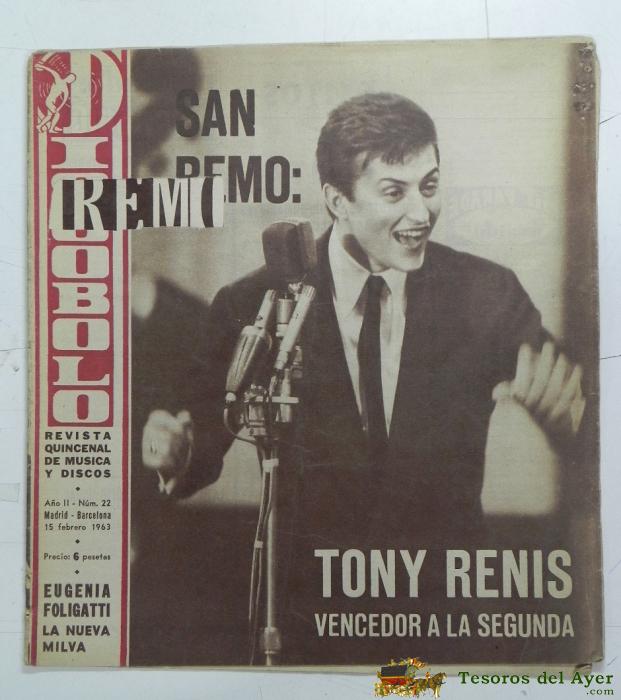 DISCOBOLO
REMO
SAN
REMO:
REVISTA
QUINCENAL
DE MUSICA
Y DISCOS
Año II - Núm. 22
Madrid - Barcelona
15 febrero 1963
Precio: 6 pesetas
EUGENIA
FOLIGATTI
LA NUEVA
MILVA
TONY RENIS
VENCEDOR A LA SEGUNDA
Tesoros del Ayer
.com